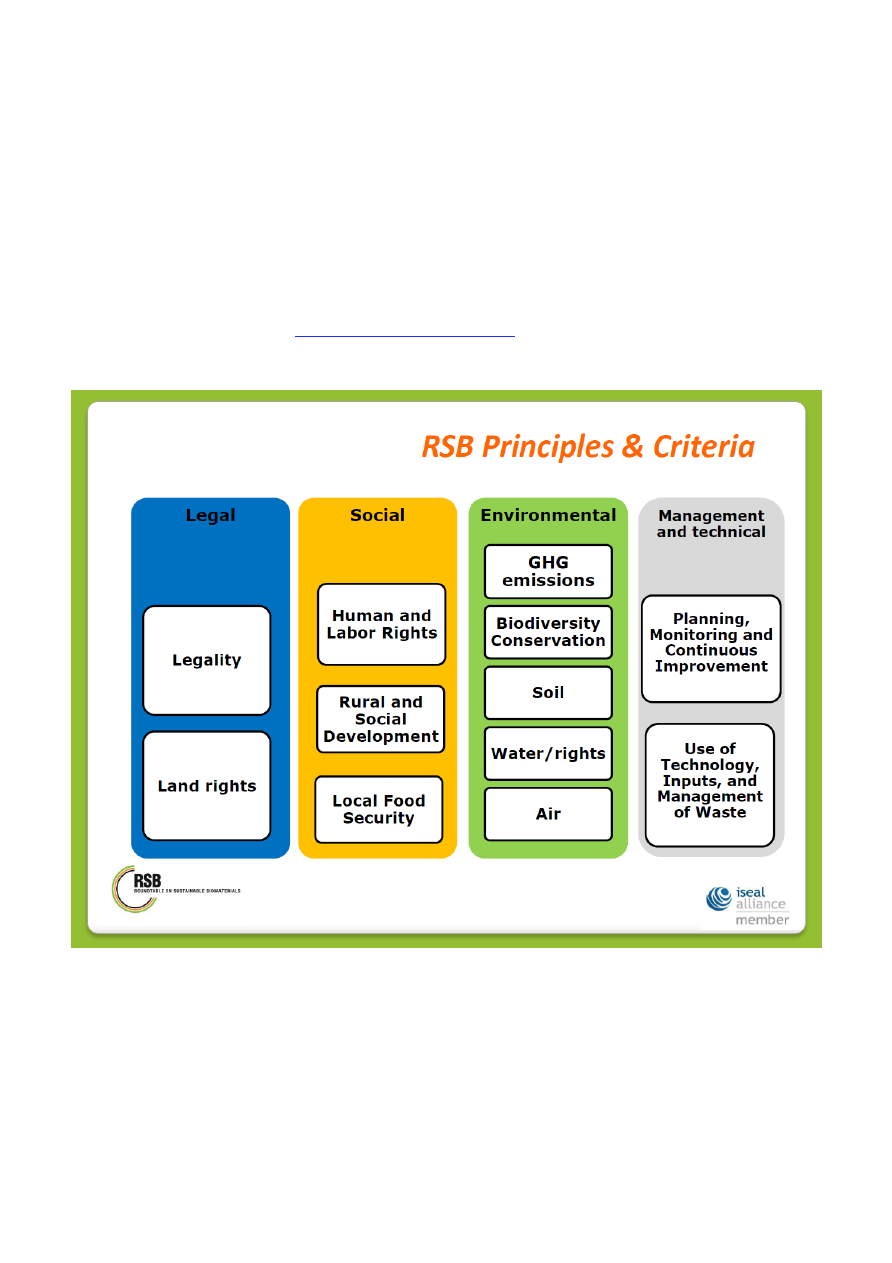 RSB Principles & Criteria
Legal
Legality
Land rights
Social
Human and
Labor Rights
Rural and
Social
Development
Local Food
Security
Environmental
GHG
emissions
Biodiversity
Conservation
Soil
Water/rights
Air
Management
and technical
Planning,
Monitoring and
Continuous
Improvement
Use of
Technology,
Inputs, and
Management
of Waste
RSB
ROUNDTABLE ON SUSTAINABLE BIOMATERIALS
iseal
alliance
member